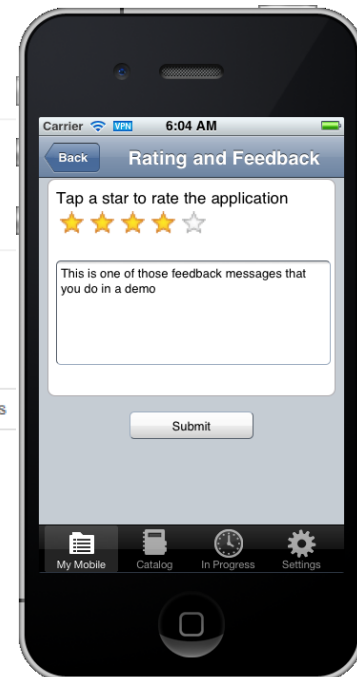 Carrier VPN 6:04 AM
Back Rating and Feedback
Tap a star to rate the application
This is one of those feedback messages that
you do in a demo
s
Submit
My Mobile Catalog In Progress Settings